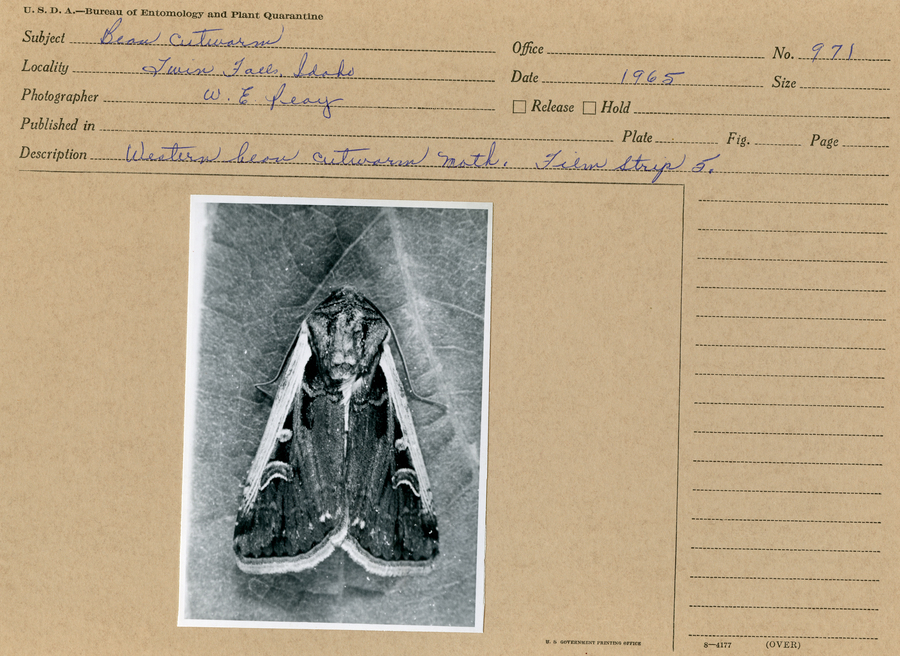 U. S. D. A.—Bureau of Entomology and Plant Quarantine
Subject Bean cutworm Office No. 971
Locality Twin Falls, Idaho Date 1965 Size
Photographer W. E. Peay ☐ Release ☐ Hold
Published in Plate Fig. Page
Description Western bean cutworm moth. Film strip 5.
U. S. GOVERNMENT PRINTING OFFICE 8—4177 (OVER)